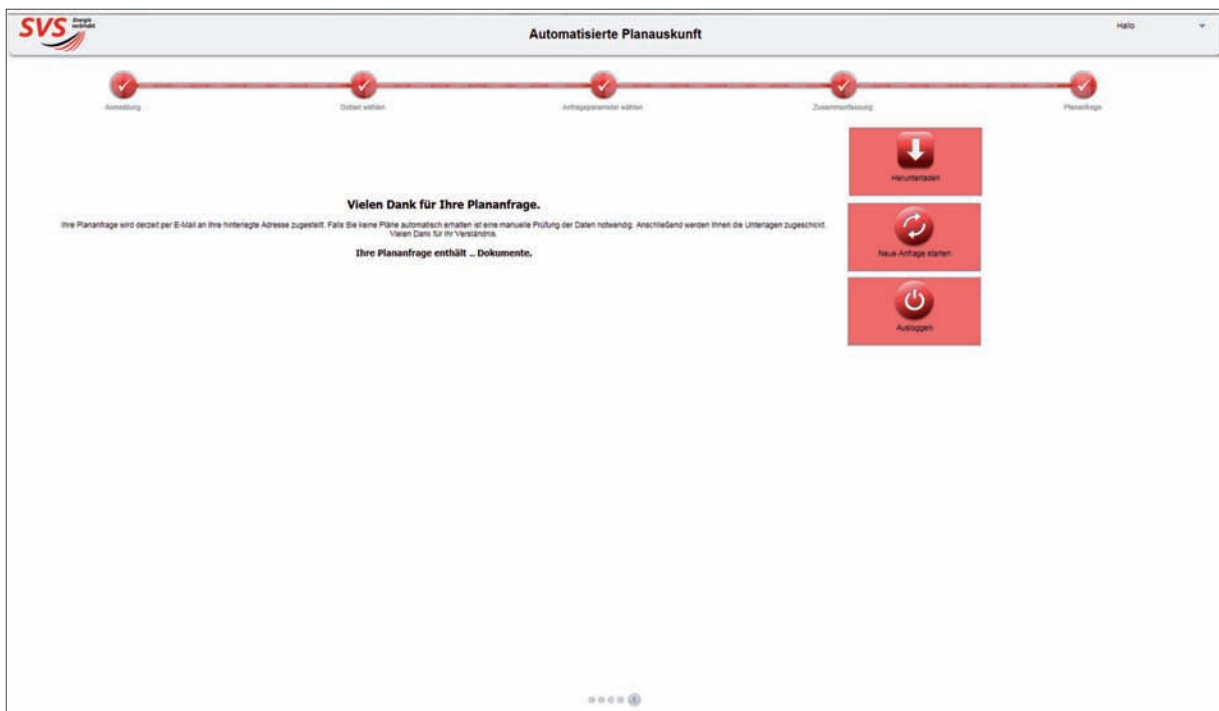 SVS Energie verbindet
Automatisierte Planauskunft
Hallo
Anmeldung
Gebiet wählen
Anfrageparameter wählen
Zusammenfassung
Plananfrage
Herunterladen
Vielen Dank für Ihre Plananfrage.
Ihre Plananfrage wird derzeit per E-Mail an Ihre hinterlegte Adresse zugestellt. Falls Sie keine Pläne automatisch erhalten ist eine manuelle Prüfung der Daten notwendig. Anschließend werden Ihnen die Unterlagen zugeschickt.
Vielen Dank für Ihr Verständnis.
Ihre Plananfrage enthält ... Dokumente.
Neue Anfrage starten
Ausloggen